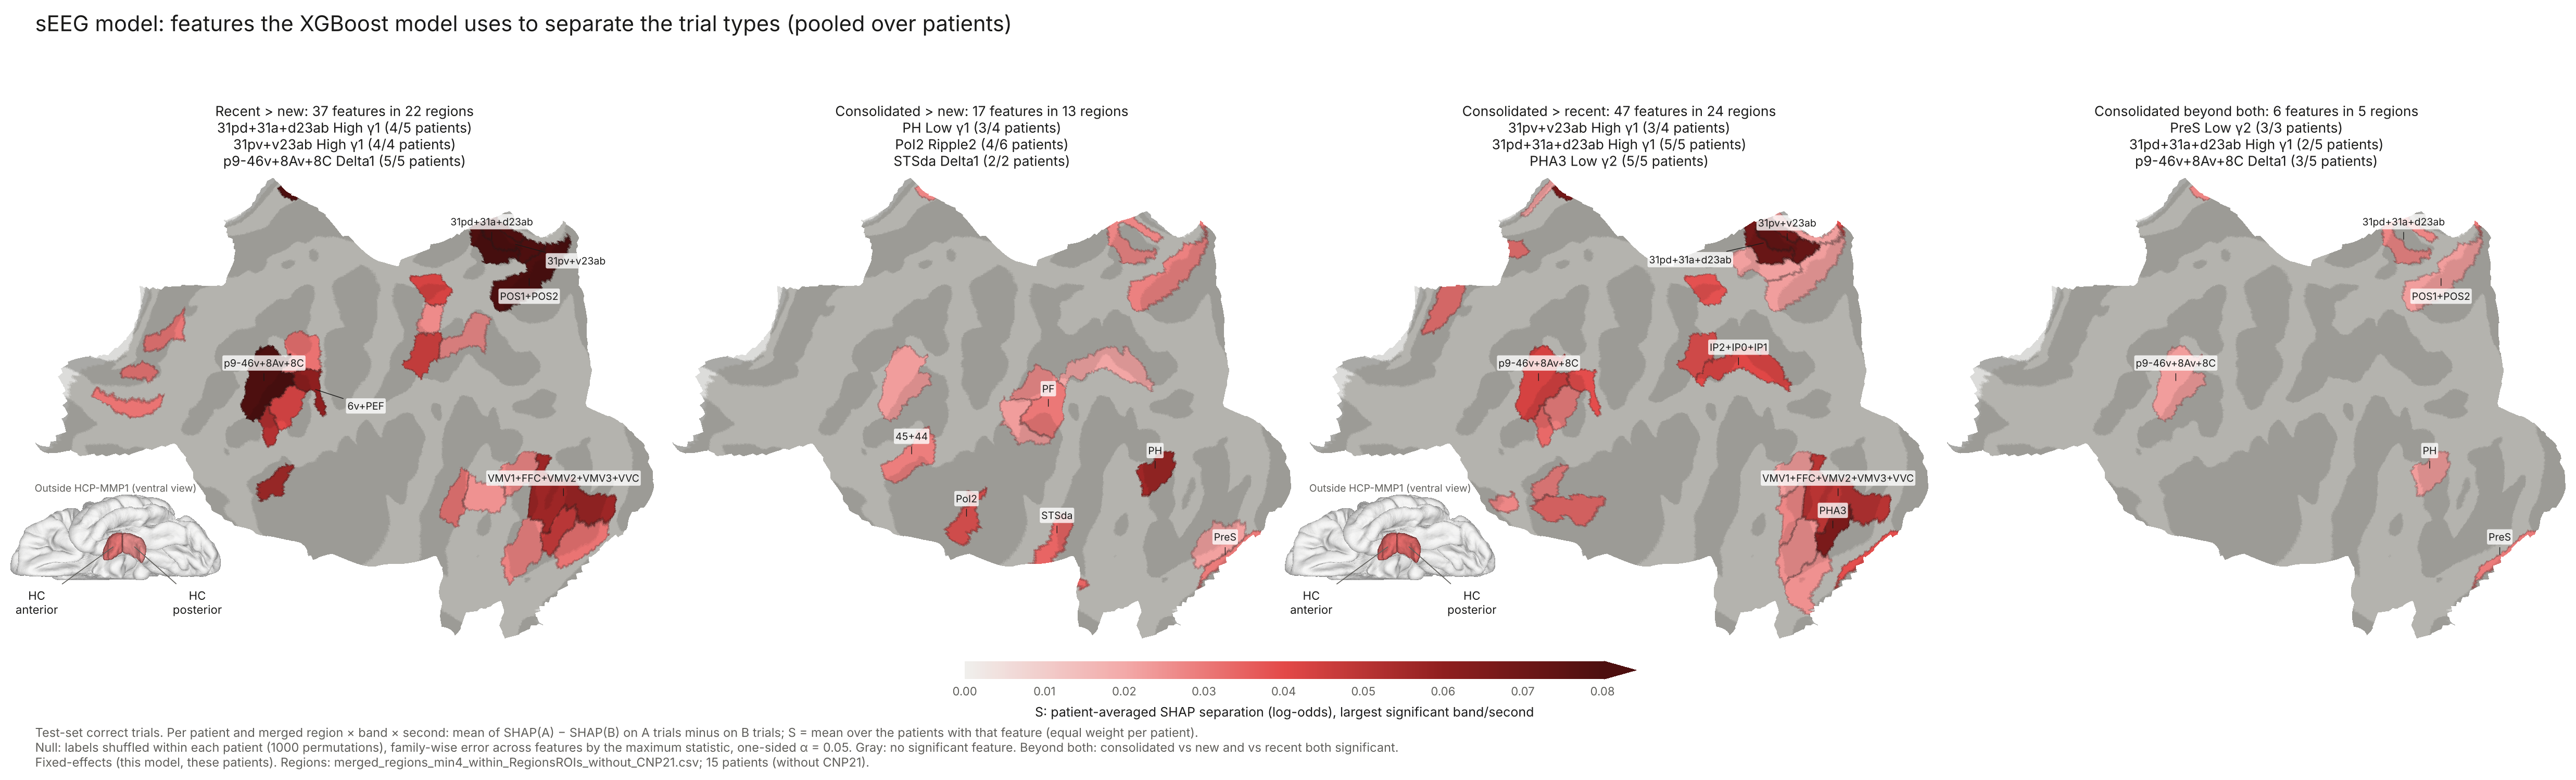 sEEG model: features the XGBoost model uses to separate the trial types (pooled over patients)
Recent > new: 37 features in 22 regions
31pd+31a+d23ab High γ1 (4/5 patients)
31pv+v23ab High γ1 (4/4 patients)
p9-46v+8Av+8C Delta1 (5/5 patients)
31pd+31a+d23ab
31pv+v23ab
POS1+POS2
p9-46v+8Av+8C
6v+PEF
VMV1+FFC+VMV2+VMV3+VVC
Outside HCP-MMP1 (ventral view)
HC
anterior
HC
posterior
Consolidated > new: 17 features in 13 regions
PH Low γ1 (3/4 patients)
PoI2 Ripple2 (4/6 patients)
STSda Delta1 (2/2 patients)
PF
45+44
PH
PoI2
STSda
PreS
Consolidated > recent: 47 features in 24 regions
31pv+v23ab High γ1 (3/4 patients)
31pd+31a+d23ab High γ1 (5/5 patients)
PHA3 Low γ2 (5/5 patients)
31pv+v23ab
31pd+31a+d23ab
IP2+IP0+IP1
p9-46v+8Av+8C
VMV1+FFC+VMV2+VMV3+VVC
PHA3
Outside HCP-MMP1 (ventral view)
HC
anterior
HC
posterior
Consolidated beyond both: 6 features in 5 regions
PreS Low γ2 (3/3 patients)
31pd+31a+d23ab High γ1 (2/5 patients)
p9-46v+8Av+8C Delta1 (3/5 patients)
31pd+31a+d23ab
POS1+POS2
p9-46v+8Av+8C
PH
PreS
0.00 0.01 0.02 0.03 0.04 0.05 0.06 0.07 0.08
S: patient-averaged SHAP separation (log-odds), largest significant band/second
Test-set correct trials. Per patient and merged region × band × second: mean of SHAP(A) − SHAP(B) on A trials minus on B trials; S = mean over the patients with that feature (equal weight per patient).
Null: labels shuffled within each patient (1000 permutations), family-wise error across features by the maximum statistic, one-sided α = 0.05. Gray: no significant feature. Beyond both: consolidated vs new and vs recent both significant.
Fixed-effects (this model, these patients). Regions: merged_regions_min4_within_RegionsROIs_without_CNP21.csv; 15 patients (without CNP21).